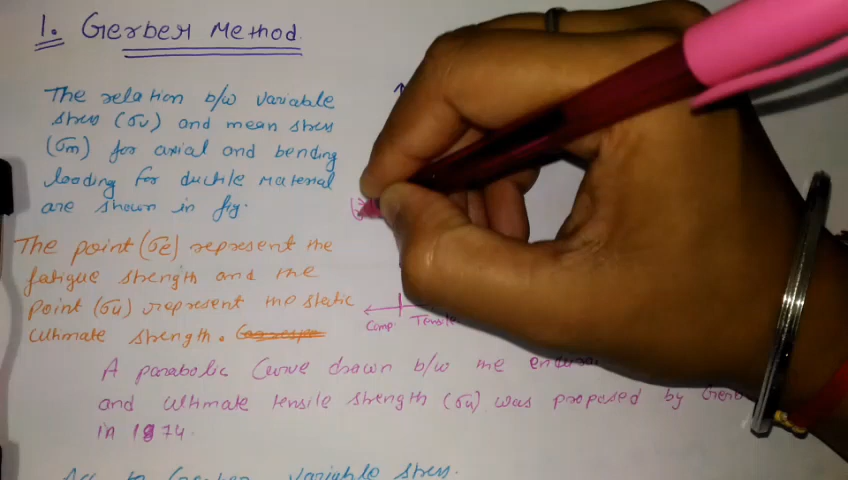 1. Gerber Method
The relation b/w variable
stress (σv) and mean stress
(σm) for axial and bending
loading for ductile material
are shown in fig.
The point (σe) represent the
fatigue strength and the
point (σu) represent the static
ultimate strength.
Comp Tensile
A parabolic Curve drawn b/w the
and ultimate tensile strength (σu) was proposed by
in 1874.
variable stress.